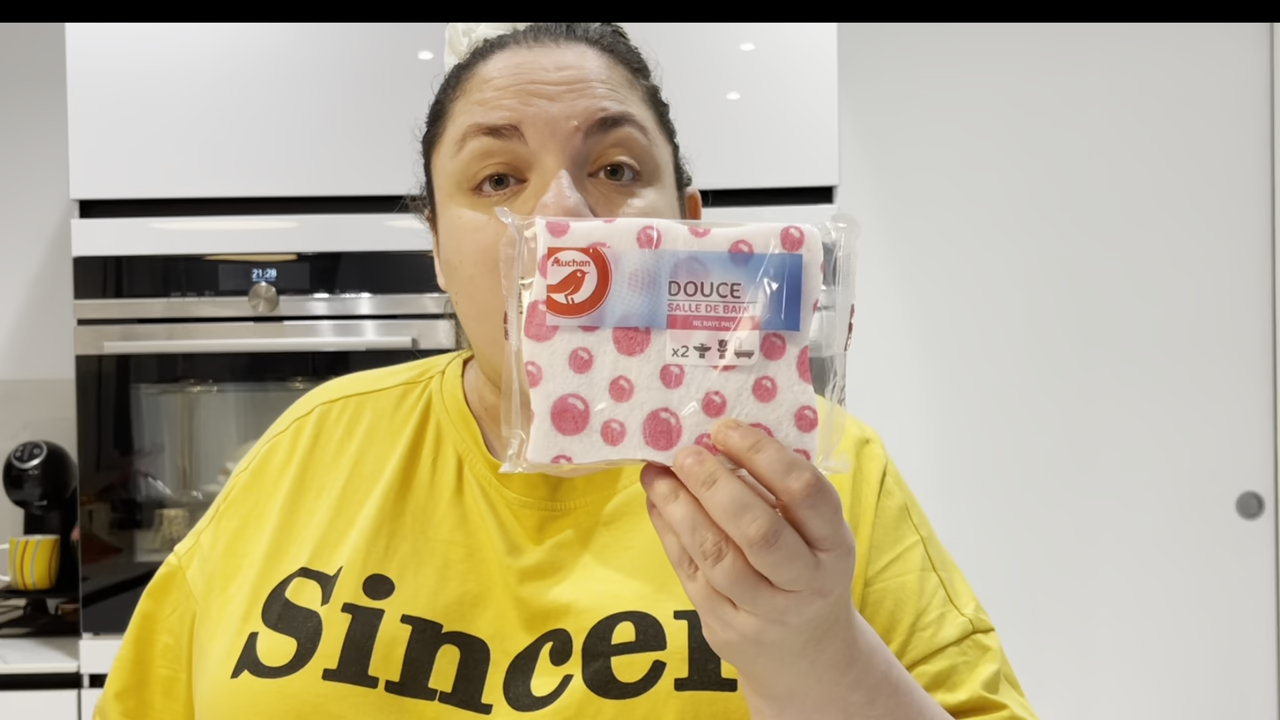 21:28
Auchan
DOUCE
SALLE DE BAIN
NE RAYE PAS
x2
Sincer